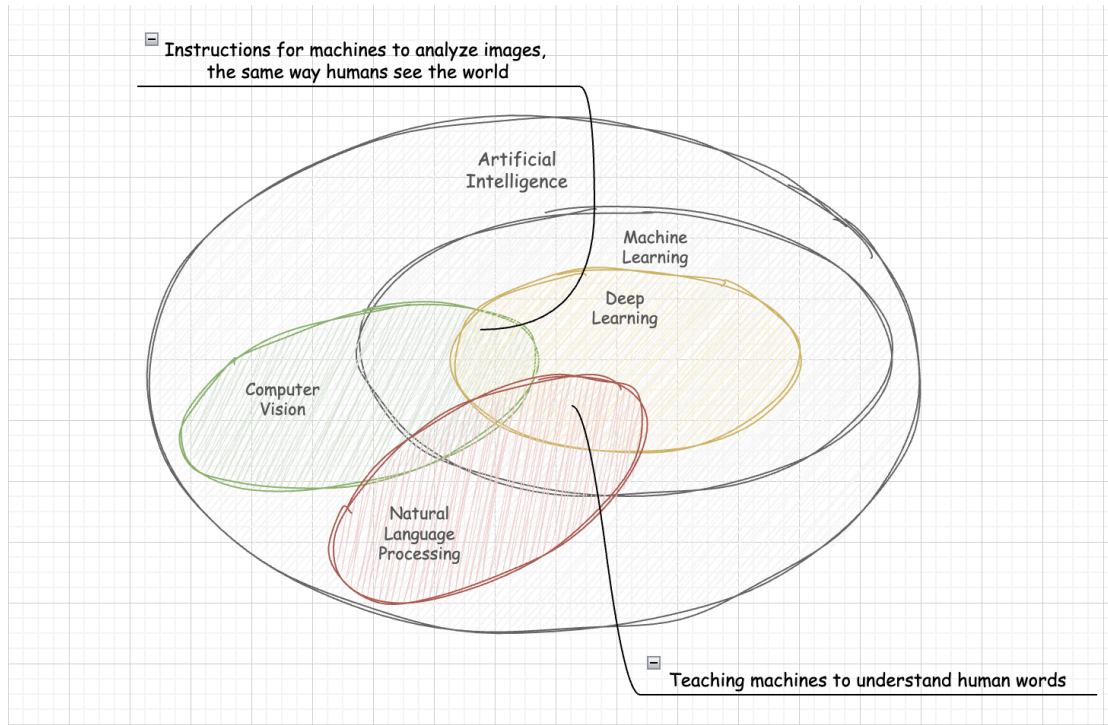 Instructions for machines to analyze images,
the same way humans see the world
Artificial
Intelligence
Machine
Learning
Deep
Learning
Computer
Vision
Natural
Language
Processing
Teaching machines to understand human words